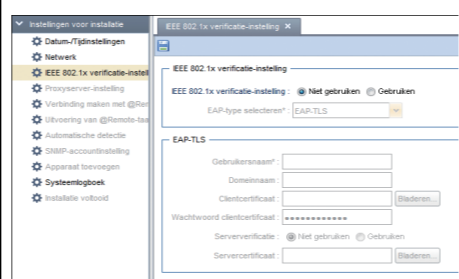 Instellingen voor installatie
Datum-/Tijdinstellingen
Netwerk
IEEE 802.1x verificatie-instell
Proxyserver-instelling
Verbinding maken met @Rem
Uitvoering van @Remote-taa
Automatische detectie
SNMP-accountinstelling
Apparaat toevoegen
Systeemlogboek
Installatie voltooid
IEEE 802.1x verificatie-instelling
IEEE 802.1x verificatie-instelling
IEEE 802.1x verificatie-instelling : Niet gebruiken Gebruiken
EAP-type selecteren* : EAP-TLS
EAP-TLS
Gebruikersnaam* :
Domeinnaam :
Clientcertificaat : Bladeren...
Wachtwoord clientcertificaat :
Serververificatie : Niet gebruiken Gebruiken
Servercertificaat : Bladeren...